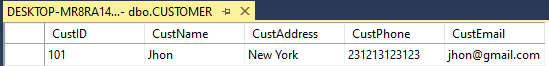 DESKTOP-MR8RA14...- dbo.CUSTOMER
CustID CustName CustAddress CustPhone CustEmail
101 Jhon New York 231213123123 jhon@gmail.com